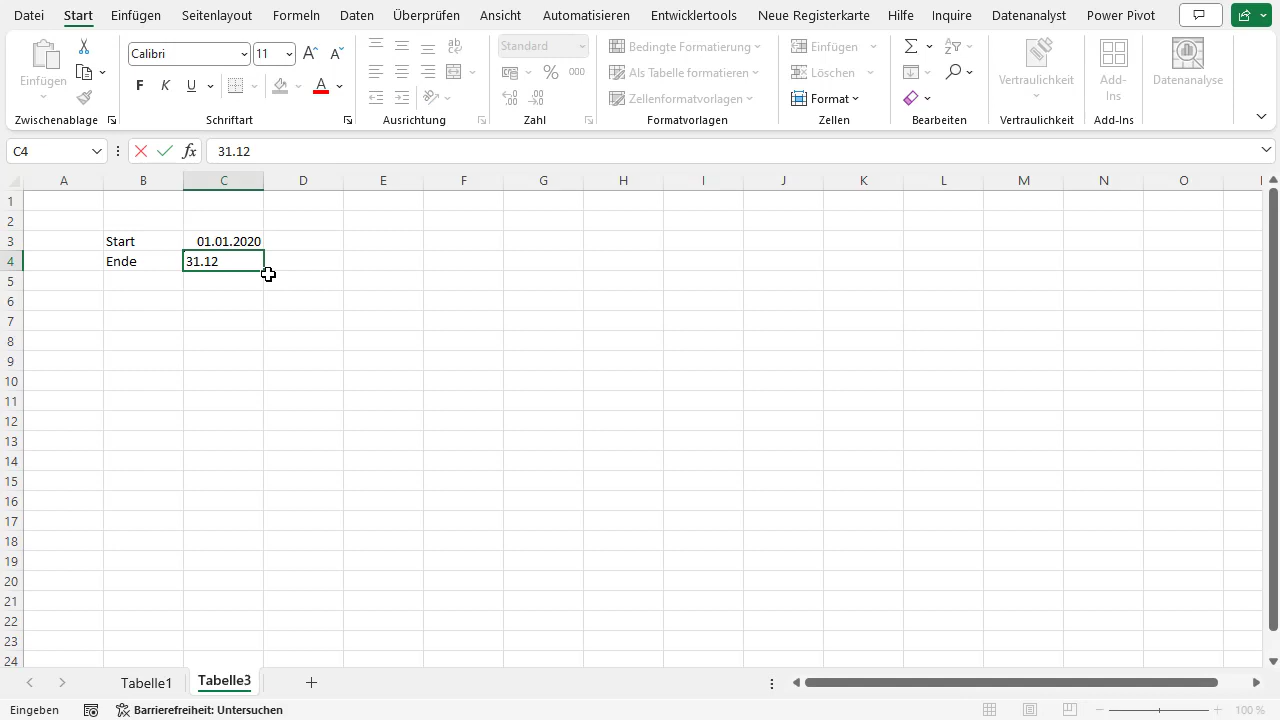 Datei Start Einfügen Seitenlayout Formeln Daten Überprüfen Ansicht Automatisieren Entwicklertools Neue Registerkarte Hilfe Inquire Datenanalyst Power Pivot
Einfügen
Calibri 11
F K U
Standard
% 000
Bedingte Formatierung
Als Tabelle formatieren
Zellenformatvorlagen
Einfügen
Löschen
Format
Vertraulichkeit
Add-Ins
Datenanalyse
Zwischenablage Schriftart Ausrichtung Zahl Formatvorlagen Zellen Bearbeiten Vertraulichkeit Add-Ins
C4 fx 31.12
A B C D E F G H I J K L M N O
1
2
3 Start 01.01.2020
4 Ende 31.12
5
6
7
8
9
10
11
12
13
14
15
16
17
18
19
20
21
22
23
24
Tabelle1 Tabelle3
Eingeben Barrierefreiheit: Untersuchen 100 %